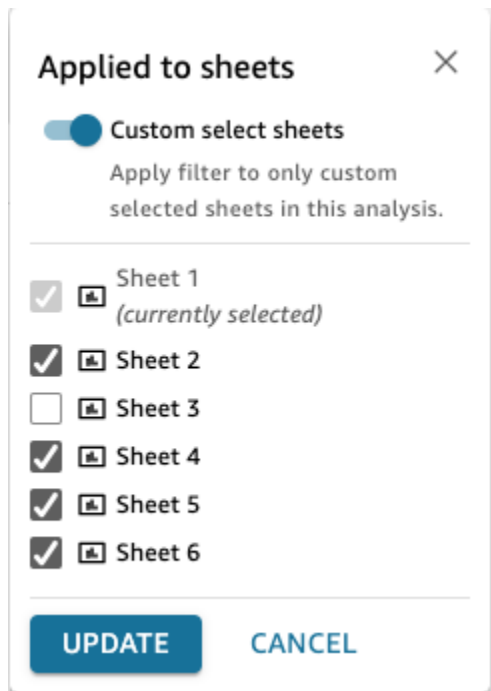 Applied to sheets
Custom select sheets
Apply filter to only custom
selected sheets in this analysis.
Sheet 1
(currently selected)
Sheet 2
Sheet 3
Sheet 4
Sheet 5
Sheet 6
UPDATE CANCEL